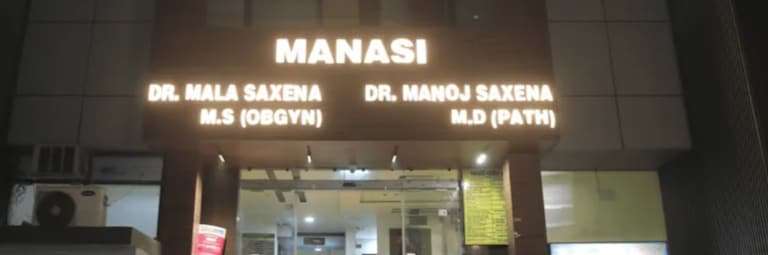 MANASI
DR. MALA SAXENA
M.S (OBGYN)
DR. MANOJ SAXENA
M.D (PATH)